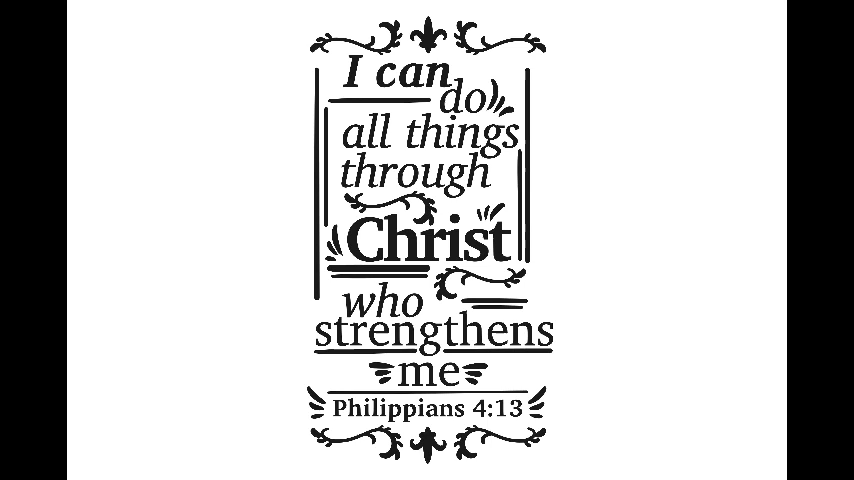 I can
do
all things
through
Christ
who
strengthens
me
Philippians 4:13